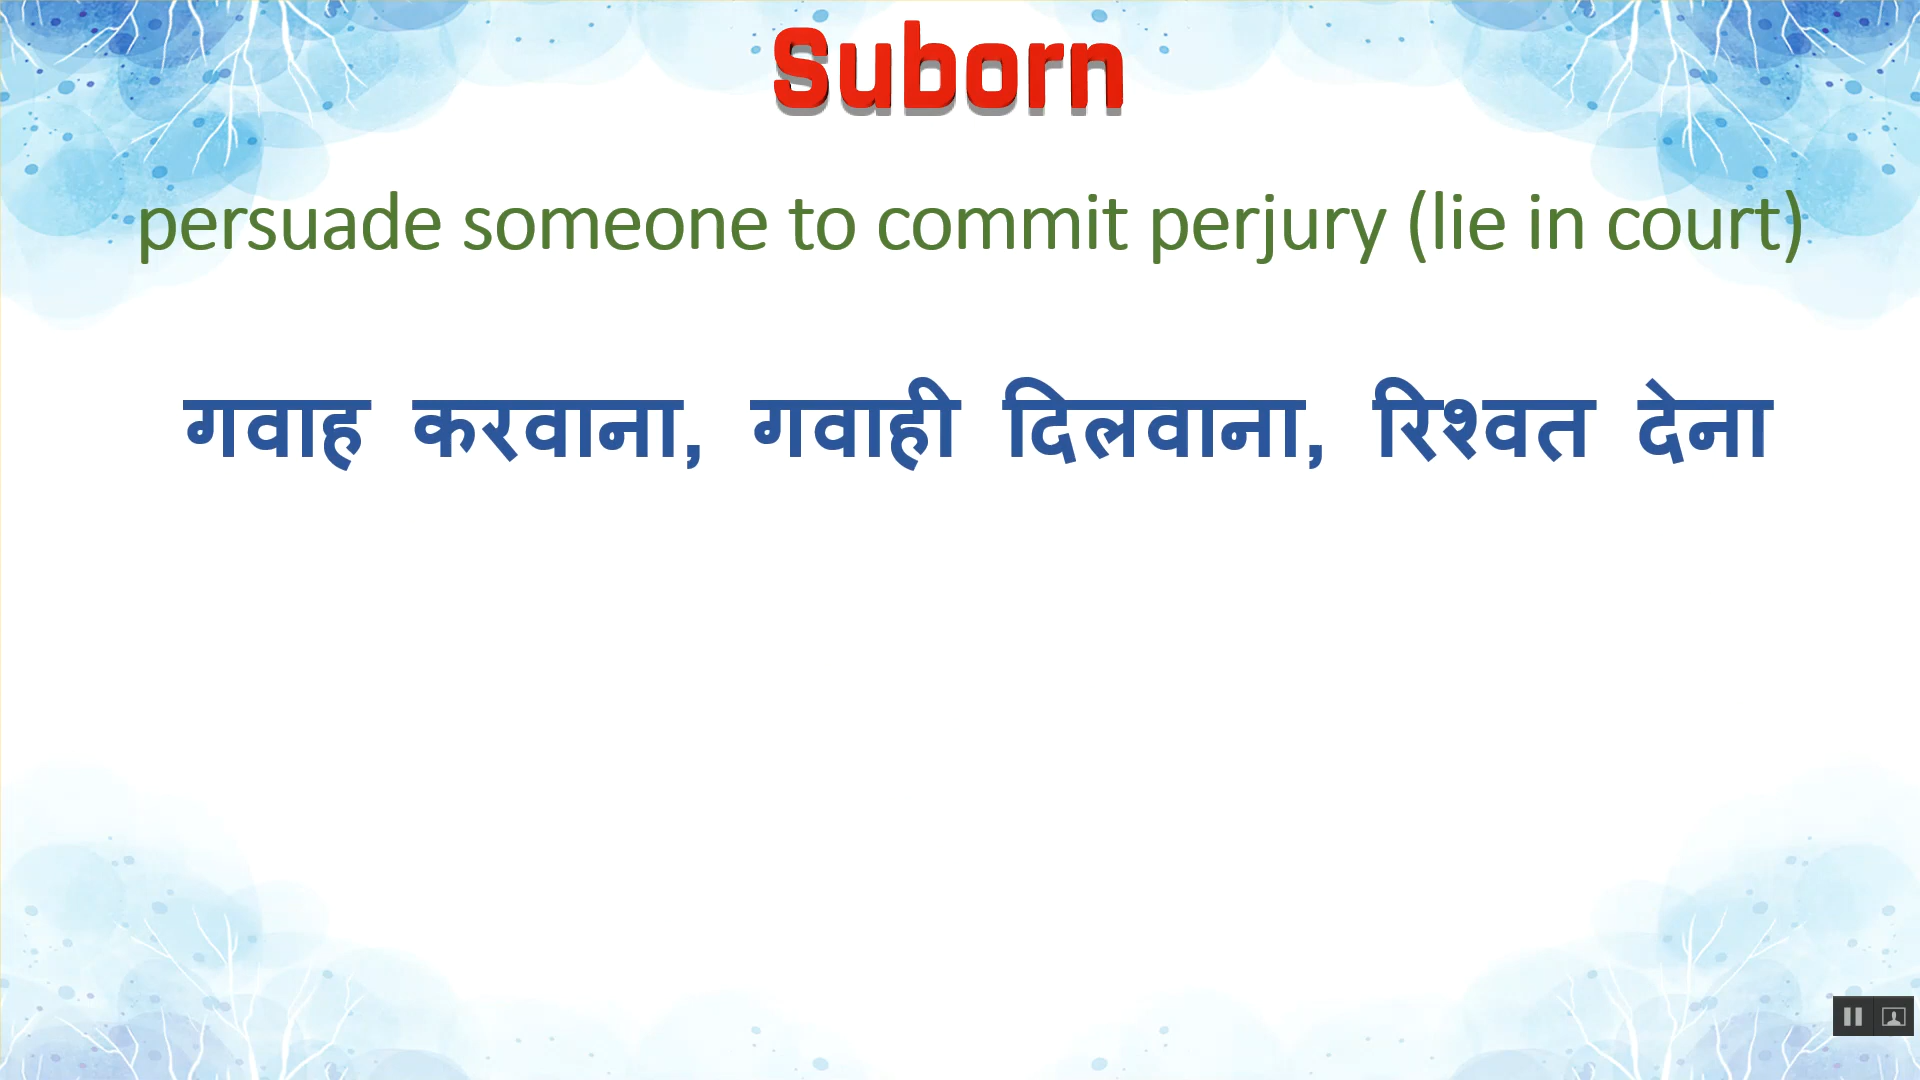 Suborn
persuade someone to commit perjury (lie in court)
गवाह करवाना, गवाही दिलवाना, रिश्वत देना